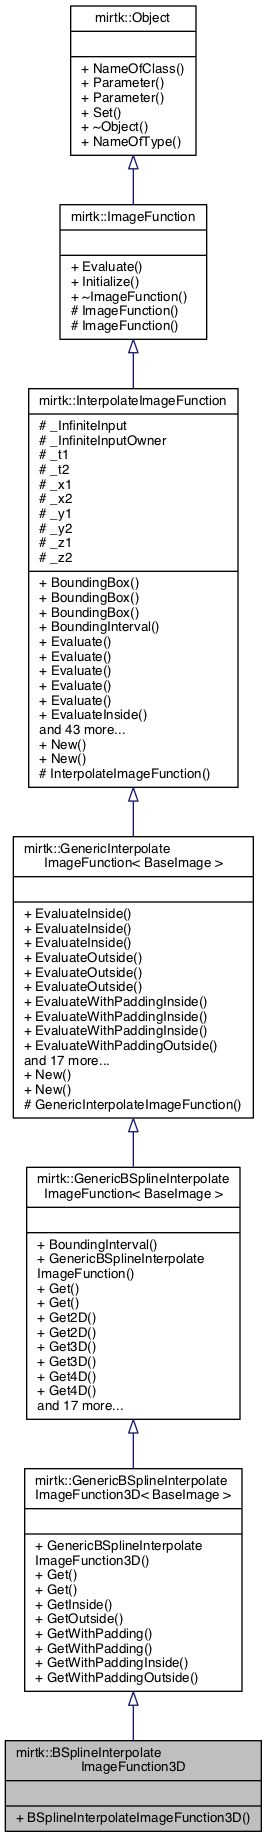 mirtk::Object
+ NameOfClass()
+ Parameter()
+ Parameter()
+ Set()
+ ~Object()
+ NameOfType()
mirtk::ImageFunction
+ Evaluate()
+ Initialize()
+ ~ImageFunction()
# ImageFunction()
# ImageFunction()
mirtk::InterpolateImageFunction
# _InfiniteInput
# _InfiniteInputOwner
# _t1
# _t2
# _x1
# _x2
# _y1
# _y2
# _z1
# _z2
+ BoundingBox()
+ BoundingBox()
+ BoundingBox()
+ BoundingInterval()
+ Evaluate()
+ Evaluate()
+ Evaluate()
+ Evaluate()
+ Evaluate()
+ EvaluateInside()
and 43 more...
+ New()
+ New()
# InterpolateImageFunction()
mirtk::GenericInterpolate
ImageFunction< BaseImage >
+ EvaluateInside()
+ EvaluateInside()
+ EvaluateInside()
+ EvaluateOutside()
+ EvaluateOutside()
+ EvaluateOutside()
+ EvaluateWithPaddingInside()
+ EvaluateWithPaddingInside()
+ EvaluateWithPaddingInside()
+ EvaluateWithPaddingOutside()
and 17 more...
+ New()
+ New()
# GenericInterpolateImageFunction()
mirtk::GenericBSplineInterpolate
ImageFunction< BaseImage >
+ BoundingInterval()
+ GenericBSplineInterpolate
ImageFunction()
+ Get()
+ Get()
+ Get2D()
+ Get2D()
+ Get3D()
+ Get3D()
+ Get4D()
+ Get4D()
and 17 more...
mirtk::GenericBSplineInterpolate
ImageFunction3D< BaseImage >
+ GenericBSplineInterpolate
ImageFunction3D()
+ Get()
+ Get()
+ GetInside()
+ GetOutside()
+ GetWithPadding()
+ GetWithPadding()
+ GetWithPaddingInside()
+ GetWithPaddingOutside()
mirtk::BSplineInterpolate
ImageFunction3D
+ BSplineInterpolateImageFunction3D()